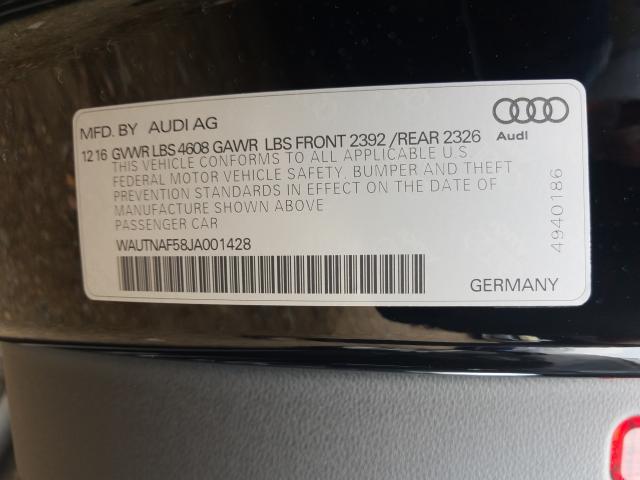 MFD. BY AUDI AG
12 16 GVWR LBS 4608 GAWR LBS FRONT 2392 /REAR 2326
THIS VEHICLE CONFORMS TO ALL APPLICABLE U.S.
FEDERAL MOTOR VEHICLE SAFETY, BUMPER AND THEFT
PREVENTION STANDARDS IN EFFECT ON THE DATE OF
MANUFACTURE SHOWN ABOVE
PASSENGER CAR
WAUTNAF58JA001428
GERMANY
Audi
4940186